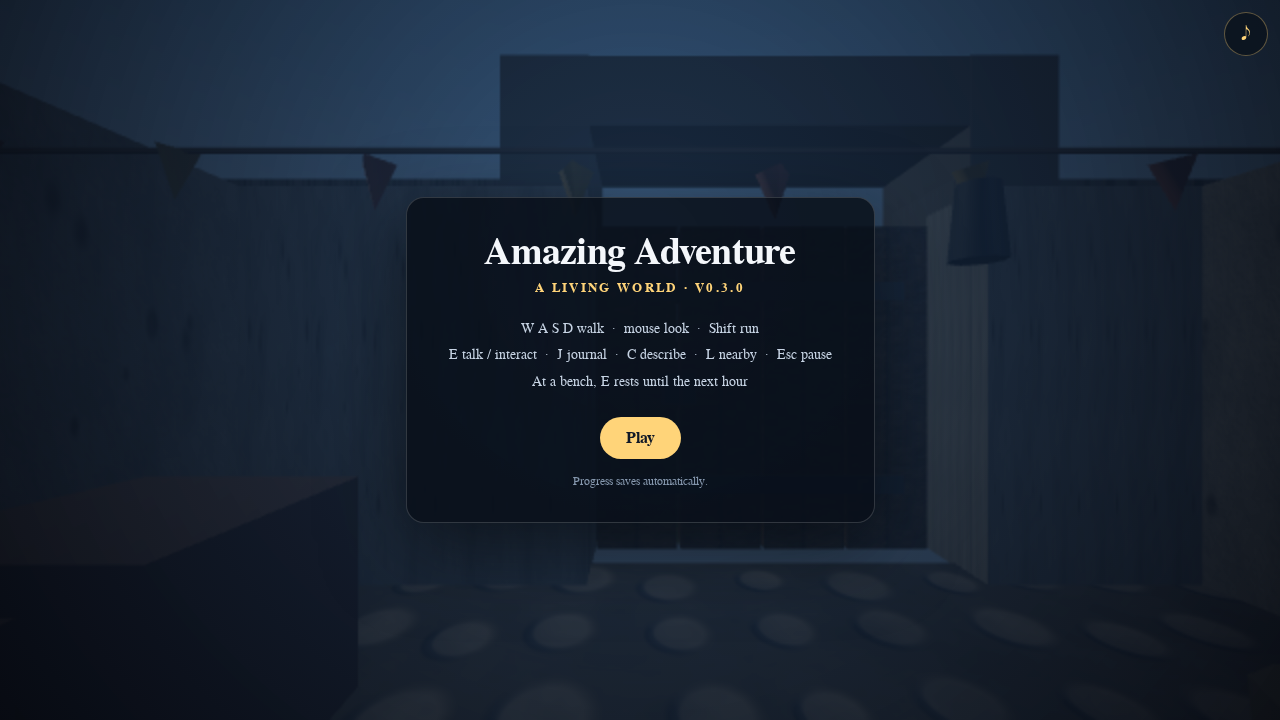 Amazing Adventure
A LIVING WORLD · V0.3.0
W A S D walk · mouse look · Shift run
E talk / interact · J journal · C describe · L nearby · Esc pause
At a bench, E rests until the next hour
Play
Progress saves automatically.